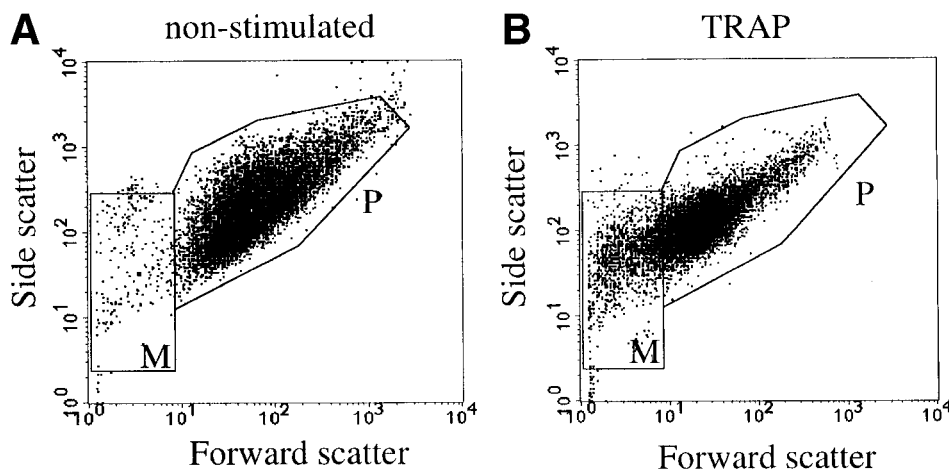 A non-stimulated
Side scatter
10^4
10^3
10^2
10^1
10^0
P
M
10^0 10^1 10^2 10^3 10^4
Forward scatter
B TRAP
Side scatter
10^4
10^3
10^2
10^1
10^0
P
M
10^0 10^1 10^2 10^3 10^4
Forward scatter